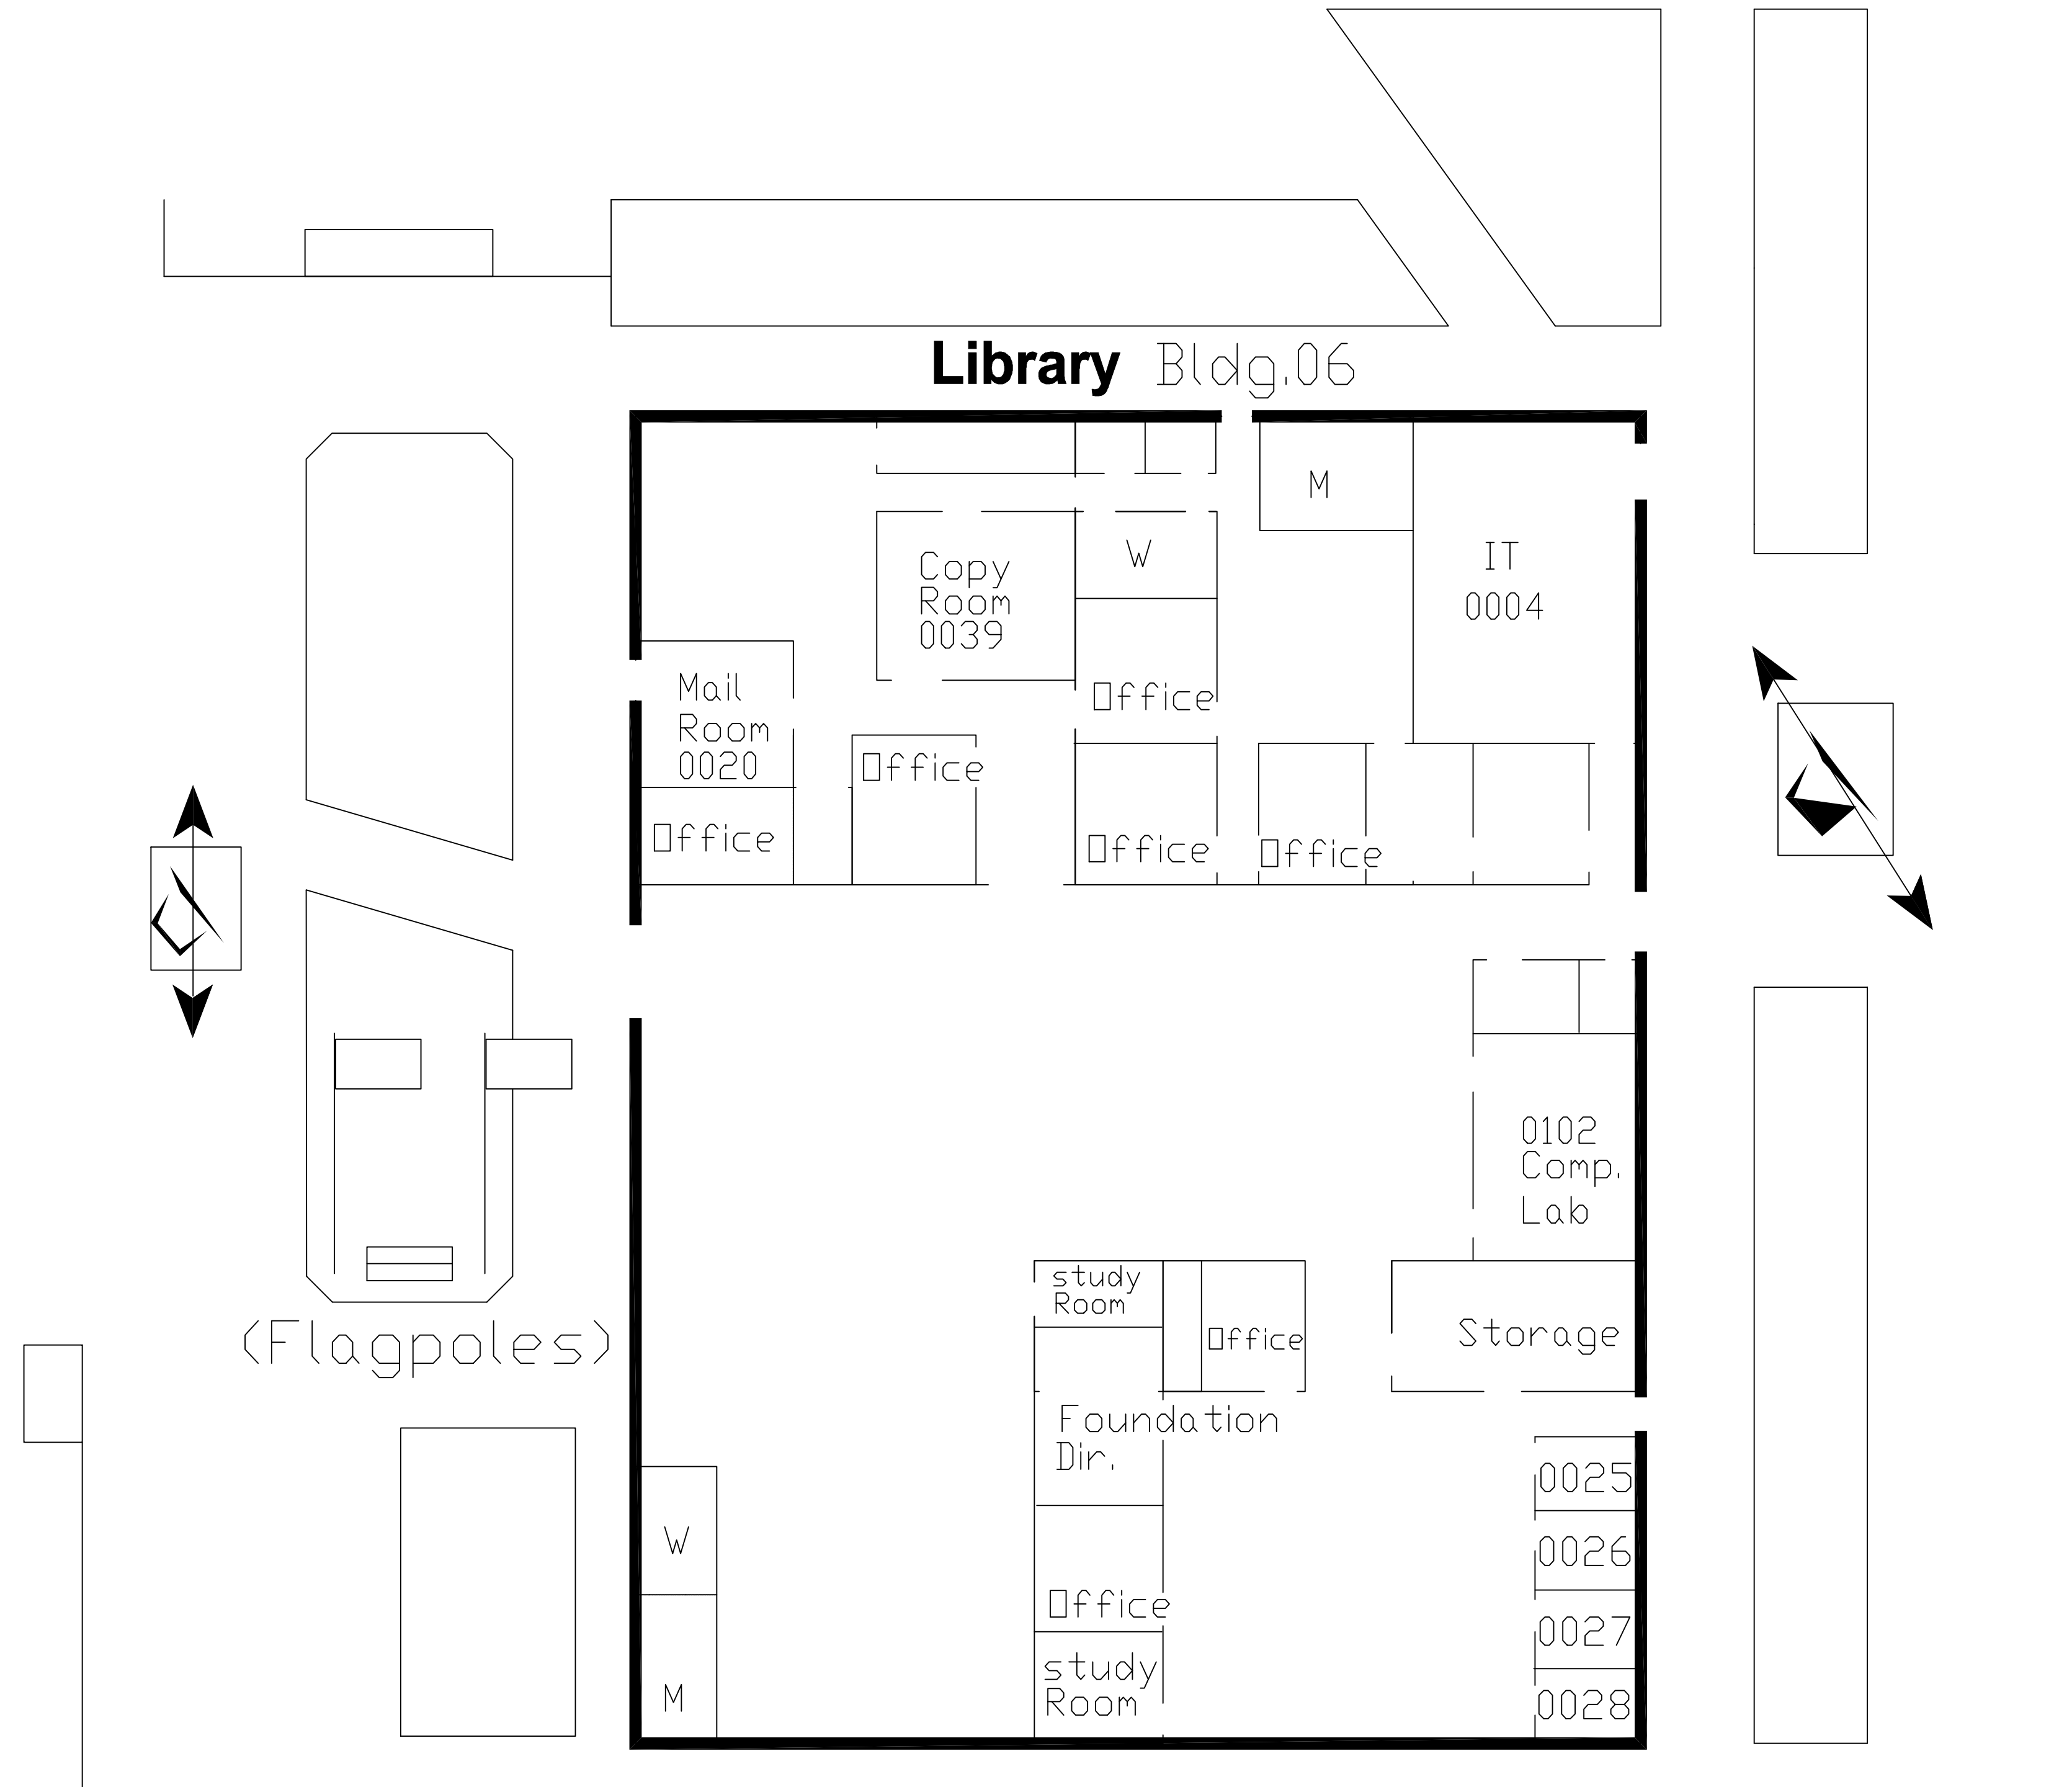 Library Bldg.06
M
IT
0004
W
Copy
Room
0039
Office
Mail
Room
0020
Office
Office
Office
Office
0102
Comp.
Lab
study
Room
Office
Storage
(Flagpoles)
Foundation
Dir.
0025
W
0026
Office
0027
study
Room
M
0028